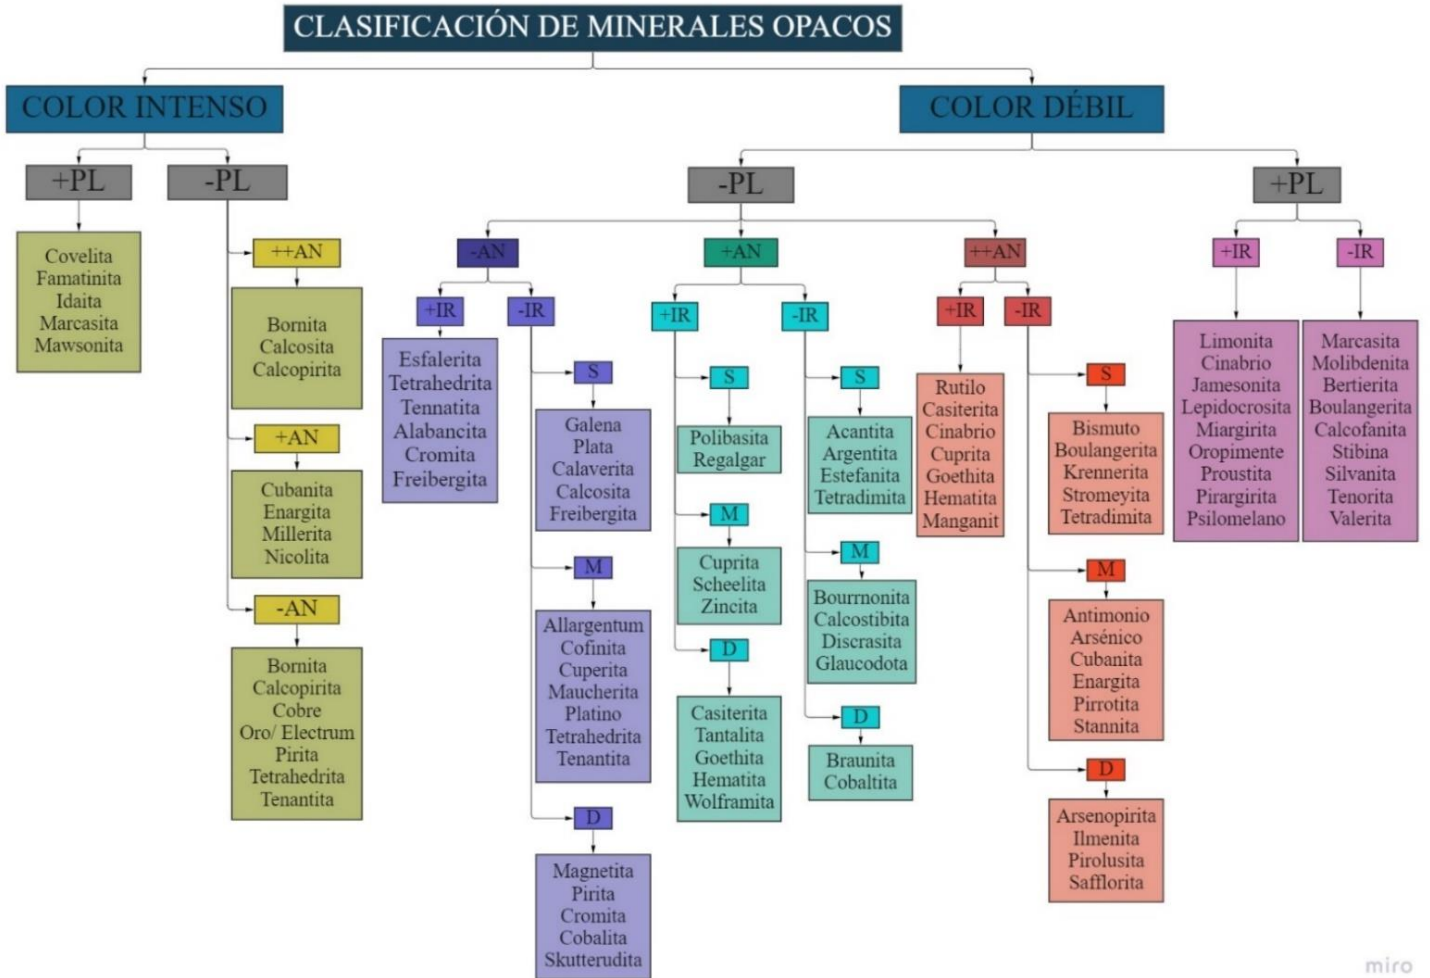 CLASIFICACIÓN DE MINERALES OPACOS
COLOR INTENSO
+PL
Covelita
Famatinita
Idaita
Marcasita
Mawsonita
-PL
++AN
Bornita
Calcosita
Calcopirita
+AN
Cubanita
Enargita
Millerita
Nicolita
-AN
Bornita
Calcopirita
Cobre
Oro/ Electrum
Pirita
Tetrahedrita
Tenantita
COLOR DÉBIL
-PL
-AN
+IR
Esfalerita
Tetrahedrita
Tennatita
Alabancita
Cromita
Freibergita
-IR
S
Galena
Plata
Calaverita
Calcosita
Freibergita
M
Allargentum
Cofinita
Cuperita
Maucherita
Platino
Tetrahedrita
Tenantita
D
Magnetita
Pirita
Cromita
Cobalita
Skutterudita
+AN
+IR
S
Polibasita
Regalgar
M
Cuprita
Scheelita
Zincita
D
Casiterita
Tantalita
Goethita
Hematita
Wolframita
-IR
S
Acantita
Argentita
Estefanita
Tetradimita
M
Bourrnonita
Calcostibita
Discrasita
Glaucodota
D
Braunita
Cobaltita
++AN
+IR
Rutilo
Casiterita
Cinabrio
Cuprita
Goethita
Hematita
Manganit
-IR
S
Bismuto
Boulangerita
Krennerita
Stromeyita
Tetradimita
M
Antimonio
Arsénico
Cubanita
Enargita
Pirrotita
Stannita
D
Arsenopirita
Ilmenita
Pirolusita
Safflorita
+PL
+IR
Limonita
Cinabrio
Jamesonita
Lepidocrosita
Miargirita
Oropimente
Proustita
Pirargirita
Psilomelano
-IR
Marcasita
Molibdenita
Bertierita
Boulangerita
Calcofanita
Stibina
Silvanita
Tenorita
Valerita
miro